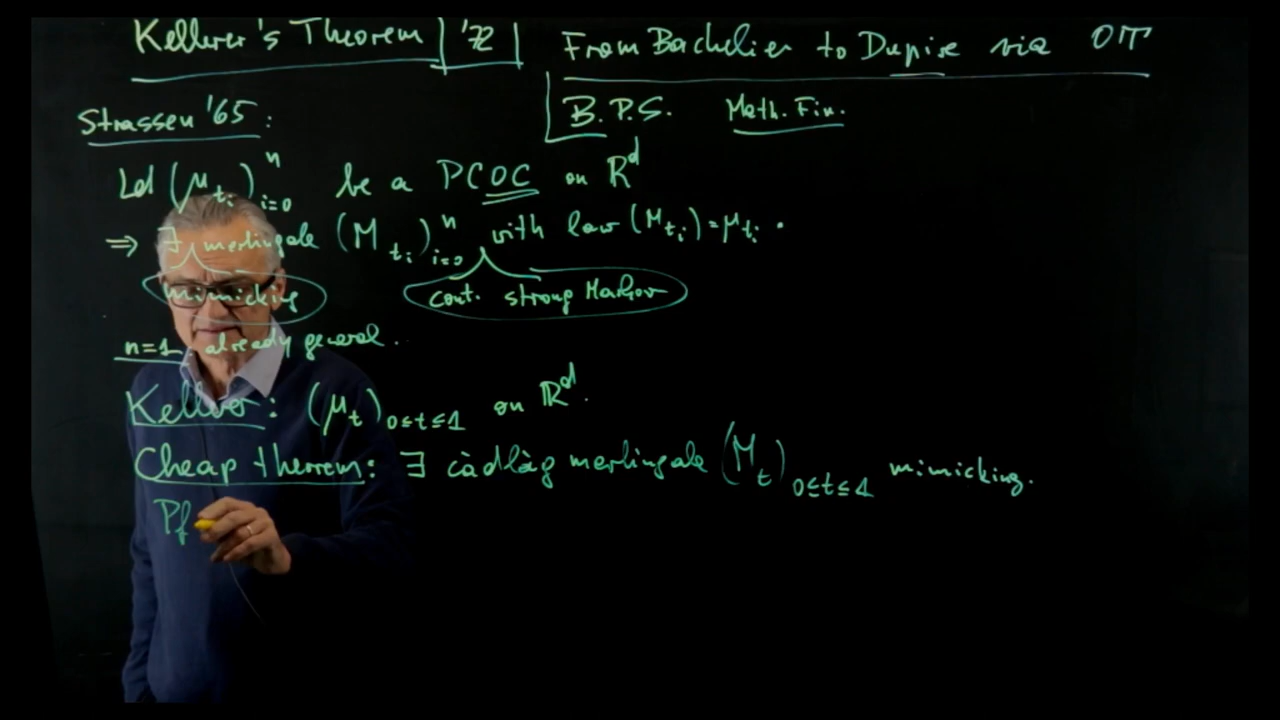 Kellerer's Theorem '72
From Bachelier to Dupire via OT
B.P.S. Math. Fin.
Strassen '65:
Let (μ_{t_i})_{i=0}^n be a PCOC on ℝ^d
⇒ ∃ martingale (M_{t_i})_{i=0}^n with law (M_{t_i}) = μ_{t_i}.
mimicking cont. strong Markov
n=1 already general..
Kellerer: (μ_t)_{0≤t≤1} on ℝ^d.
Cheap theorem: ∃ càdlàg martingale (M_t)_{0≤t≤1} mimicking.
Pf